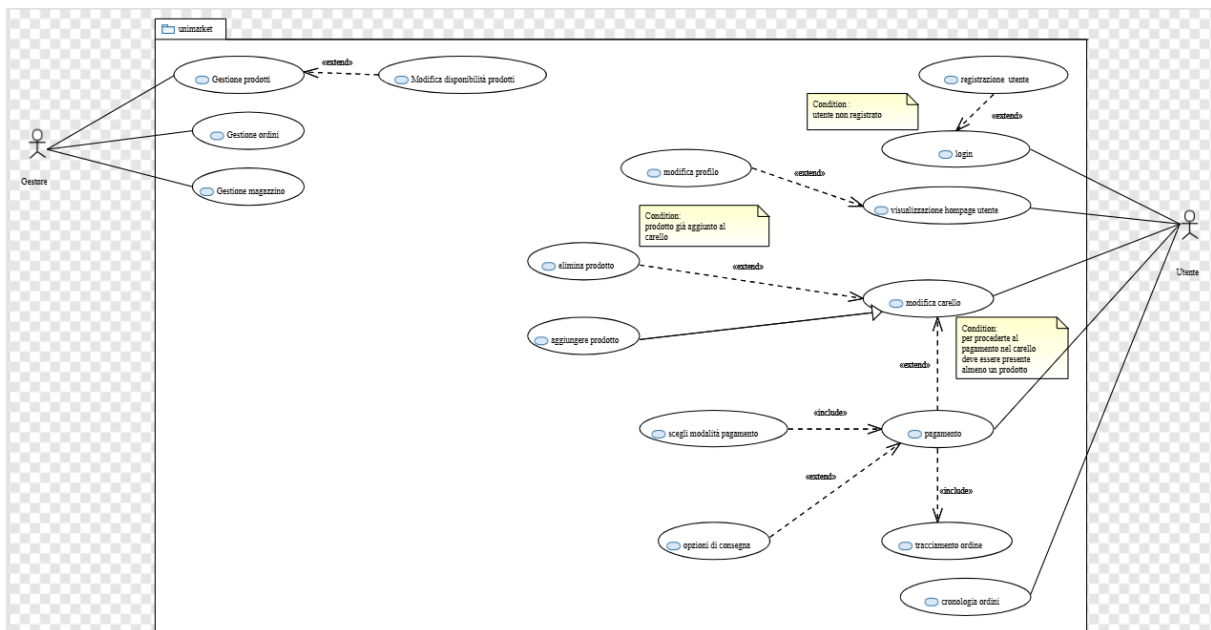 unimarket
Gestione prodotti
«extend»
Modifica disponibilità prodotti
registrazione utente
Condition :
utente non registrato
«extend»
Gestione ordini
login
Gestore
Gestione magazzino
modifica profilo
«extend»
visualizzazione hompage utente
Condition:
prodotto già aggiunto al
carello
Utente
elimina prodotto
«extend»
modifica carello
aggiungere prodotto
Condition:
per procederte al
pagamento nel carello
deve essere presente
almeno un prodotto
«extend»
«include»
scegli modalità pagamento
pagamento
«extend»
«include»
opzioni di consegna
tracciamento ordine
cronologia ordini